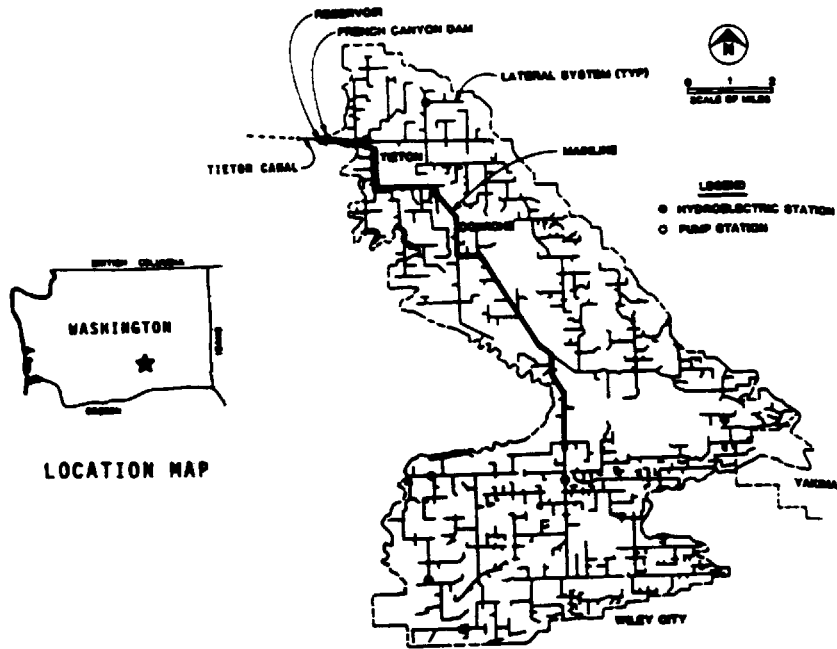 RESERVOIR
FRENCH CANYON DAM
N
LATERAL SYSTEM (TYP)
0 1 2
SCALE OF MILES
TIETON
MAINLINE
TIETON CANAL
LEGEND
HYDROELECTRIC STATION
PUMP STATION
BRITISH COLUMBIA
WASHINGTON
IDAHO
OREGON
LOCATION MAP
YAKIMA
WILEY CITY